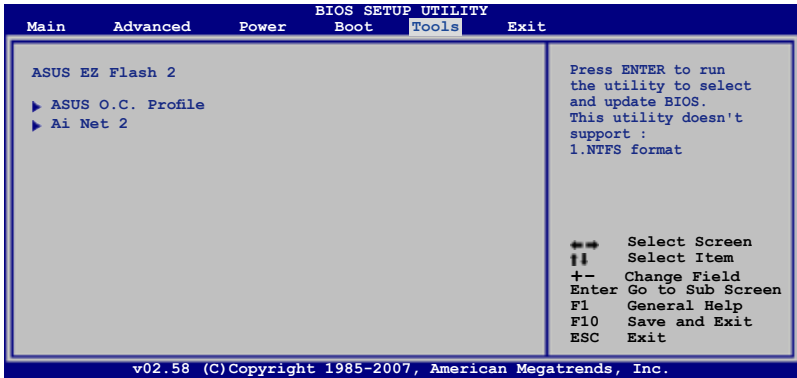 BIOS SETUP UTILITY
Main Advanced Power Boot Tools Exit
ASUS EZ Flash 2
ASUS O.C. Profile
Ai Net 2
Press ENTER to run
the utility to select
and update BIOS.
This utility doesn't
support :
1.NTFS format
Select Screen
Select Item
+- Change Field
Enter Go to Sub Screen
F1 General Help
F10 Save and Exit
ESC Exit
v02.58 (C)Copyright 1985-2007, American Megatrends, Inc.